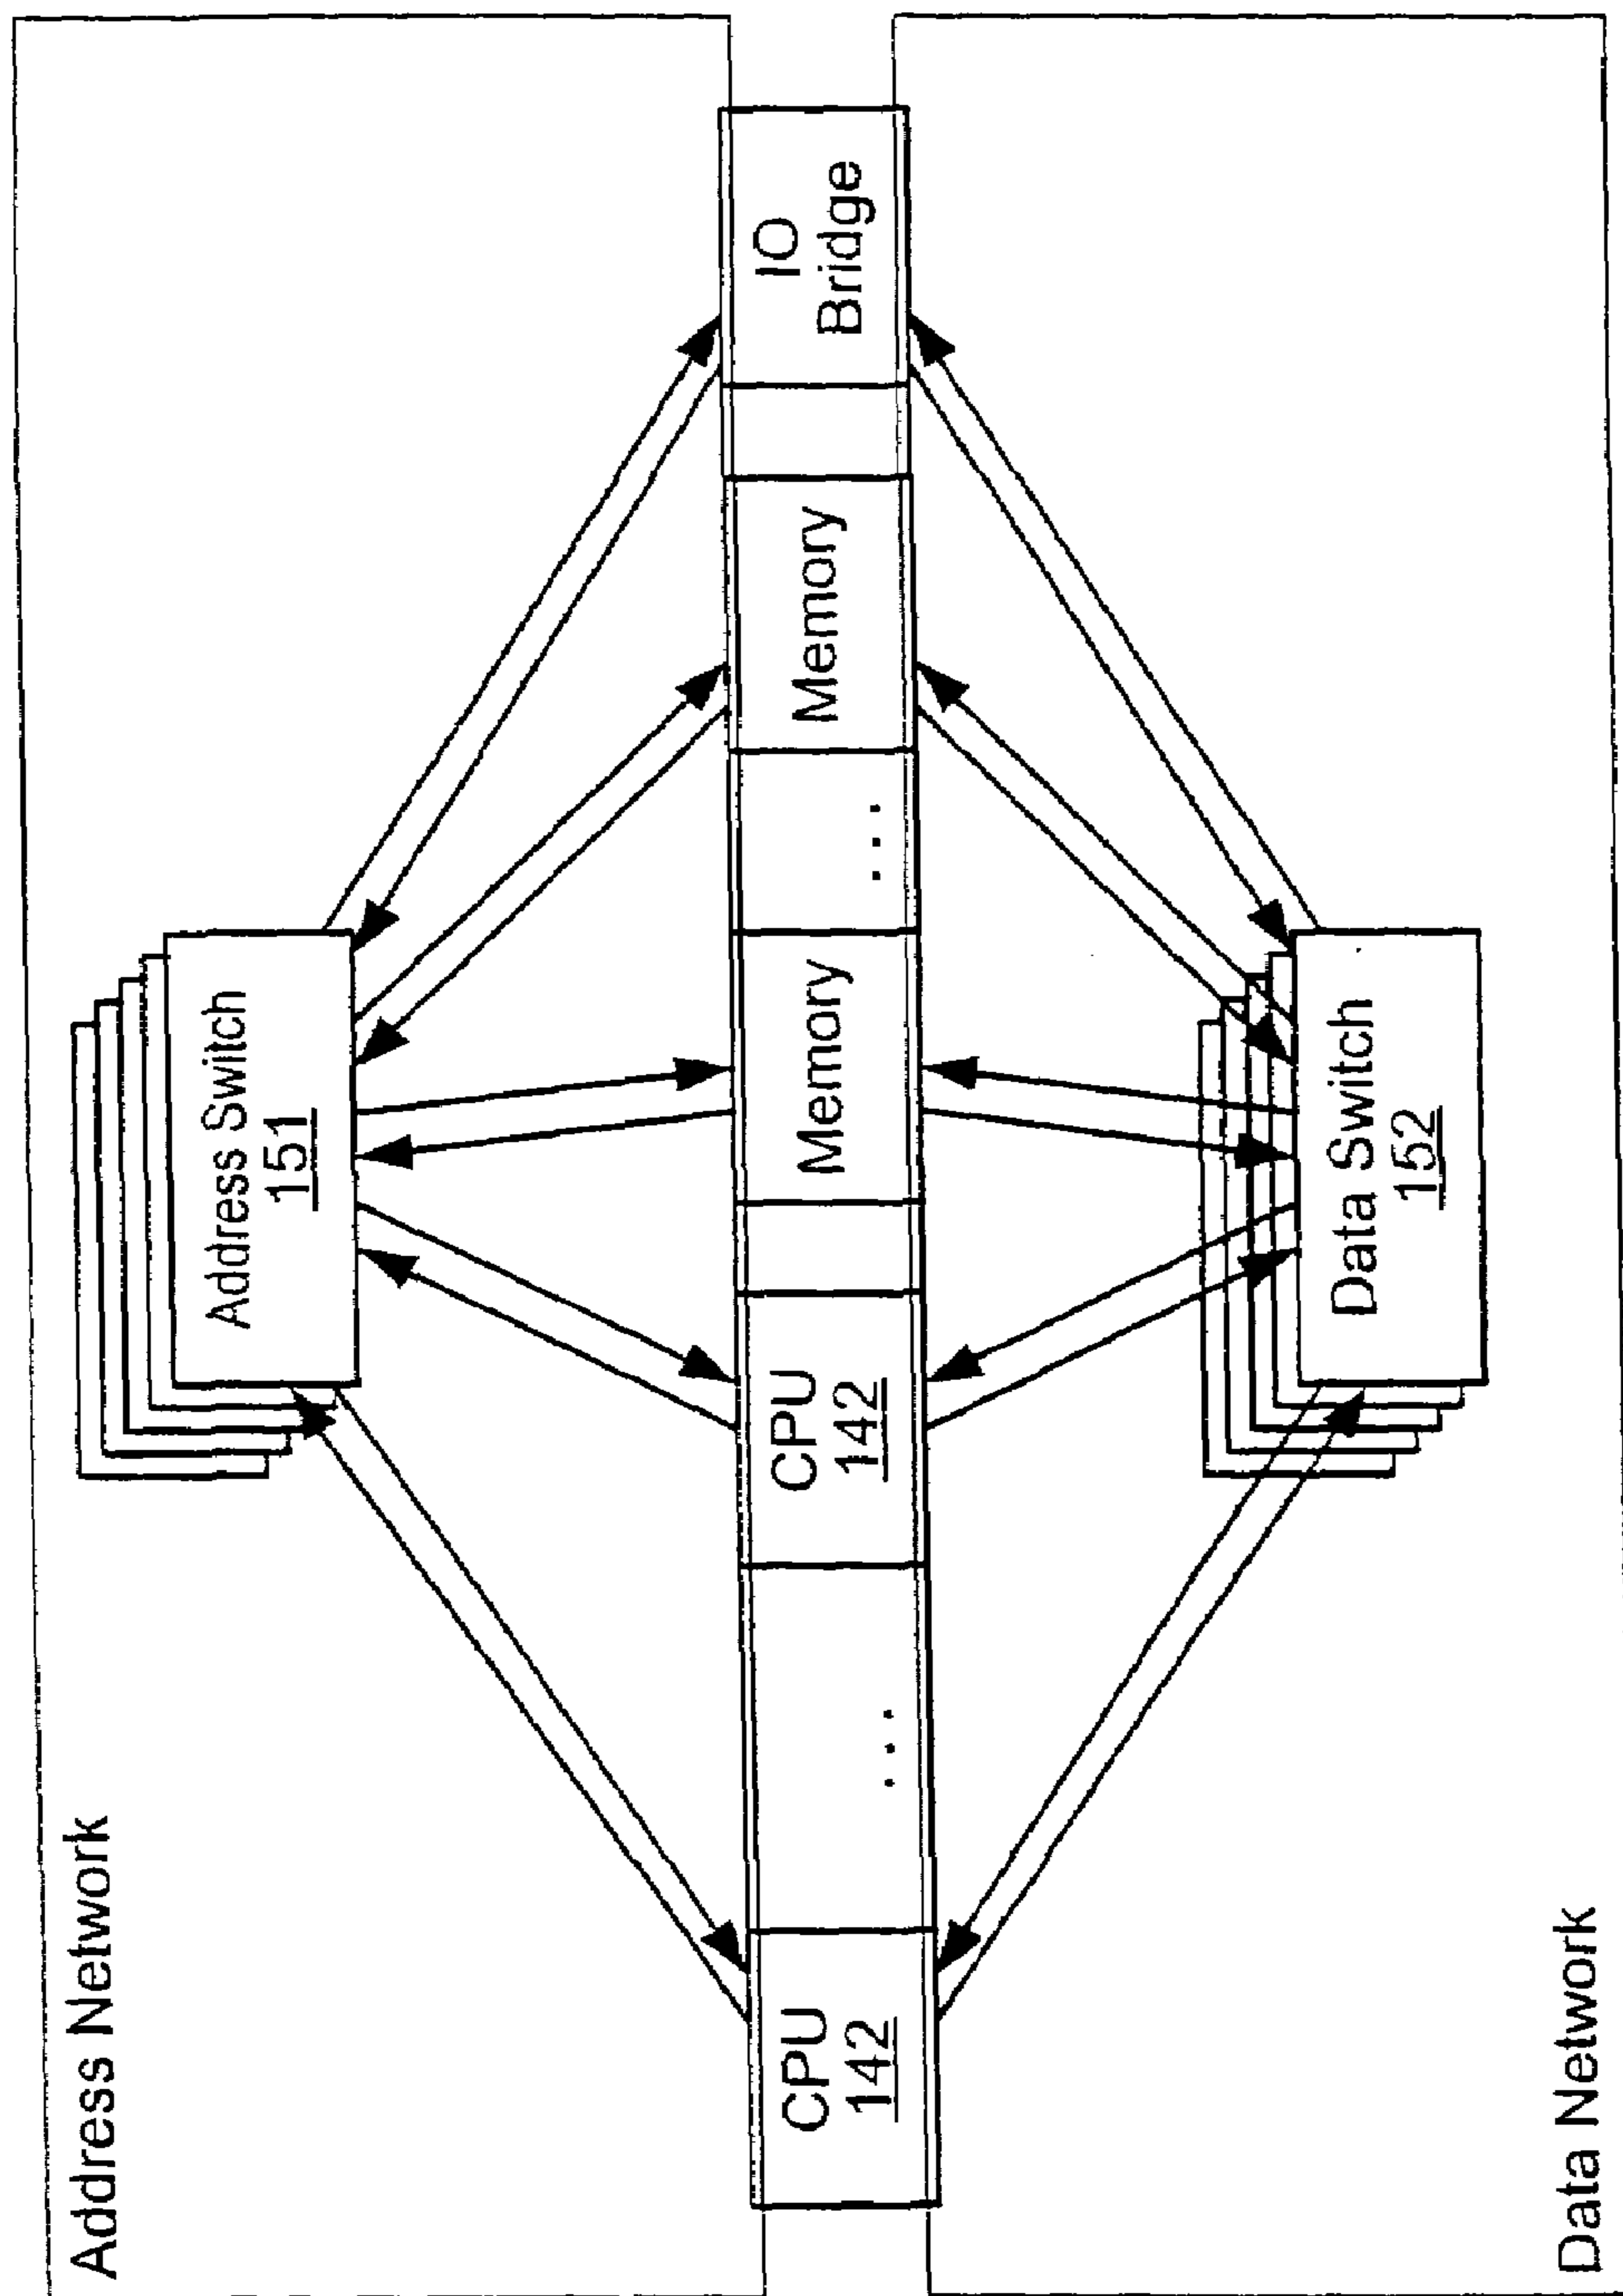 Address Network
Address Switch
151
CPU
142
...
CPU
142
Memory
...
Memory
IO
Bridge
Data Switch
152
Data Network